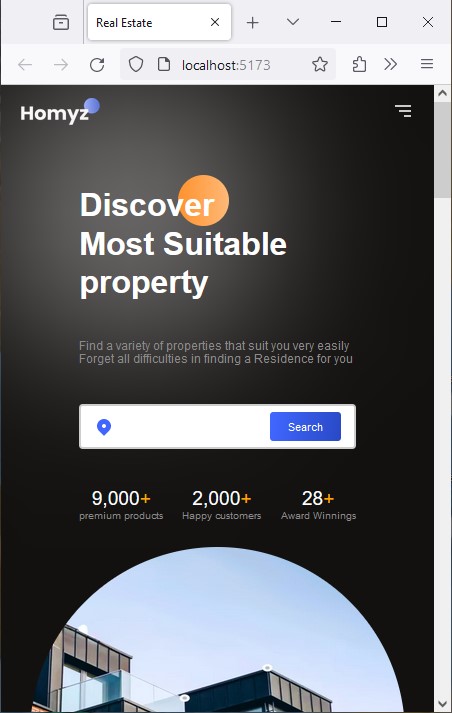 Real Estate
localhost:5173
Homyz
Discover
Most Suitable
property
Find a variety of properties that suit you very easily
Forget all difficulties in finding a Residence for you
Search
9,000+ 2,000+ 28+
premium products Happy customers Award Winnings